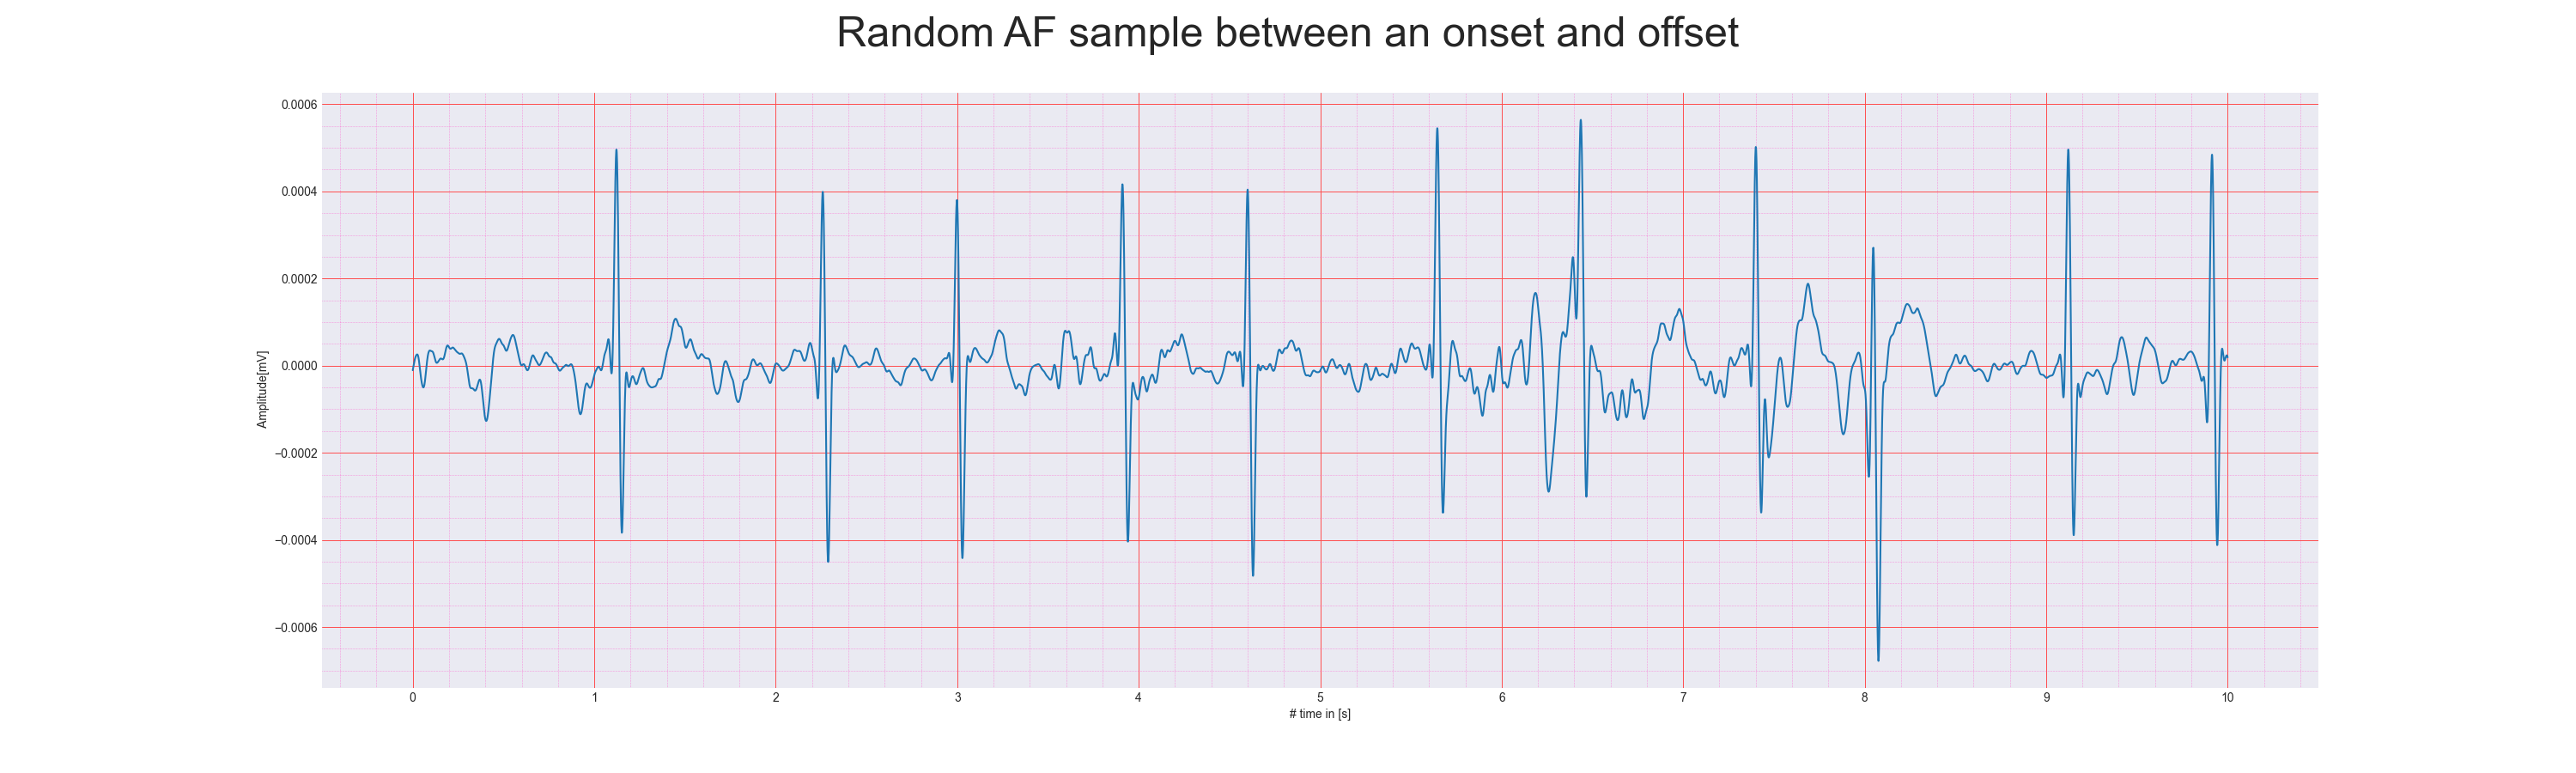 Random AF sample between an onset and offset
0.0006
0.0004
0.0002
0.0000
−0.0002
−0.0004
−0.0006
Amplitude[mV]
0 1 2 3 4 5 6 7 8 9 10
# time in [s]